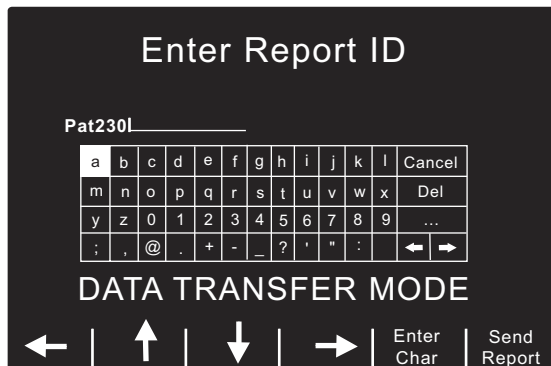 Enter Report ID
Pat230
a b c d e f g h i j k l Cancel
m n o p q r s t u v w x Del
y z 0 1 2 3 4 5 6 7 8 9 ...
; , @ . + - _ ? ' " : ← →
DATA TRANSFER MODE
← ↑ ↓ → Enter Char Send Report